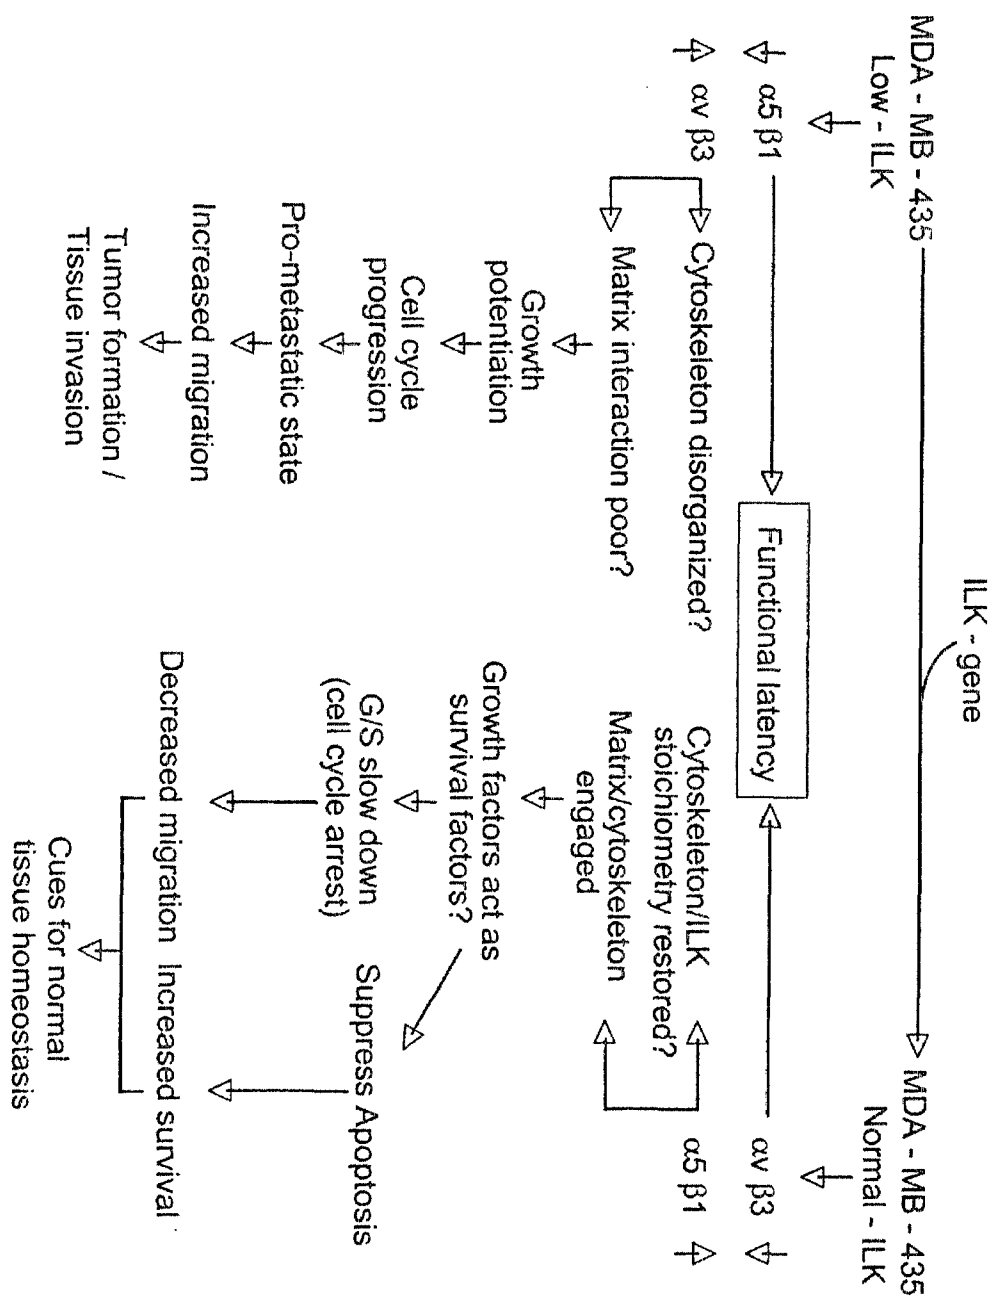 ILK - gene
MDA - MB - 435
Low - ILK
MDA - MB - 435
Normal - ILK
α5 β1
Functional latency
αv β3
αv β3
Cytoskeleton disorganized?
Matrix interaction poor?
Cytoskeleton/ILK
stoichiometry restored?
Matrix/cytoskeleton
engaged
α5 β1
Growth
potentiation
Cell cycle
progression
Pro-metastatic state
Increased migration
Tumor formation /
Tissue invasion
Growth factors act as
survival factors?
G/S slow down
(cell cycle arrest)
Suppress Apoptosis
Decreased migration
Increased survival
Cues for normal
tissue homeostasis